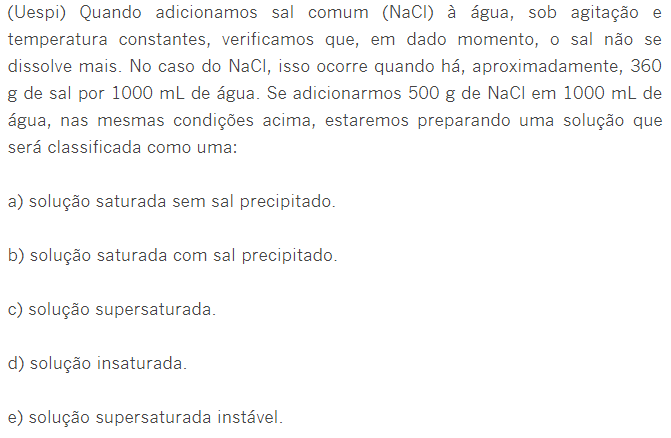 (Uespi) Quando adicionamos sal comum (NaCl) à água, sob agitação e
temperatura constantes, verificamos que, em dado momento, o sal não se
dissolve mais. No caso do NaCl, isso ocorre quando há, aproximadamente, 360
g de sal por 1000 mL de água. Se adicionarmos 500 g de NaCl em 1000 mL de
água, nas mesmas condições acima, estaremos preparando uma solução que
será classificada como uma:
a) solução saturada sem sal precipitado.
b) solução saturada com sal precipitado.
c) solução supersaturada.
d) solução insaturada.
e) solução supersaturada instável.